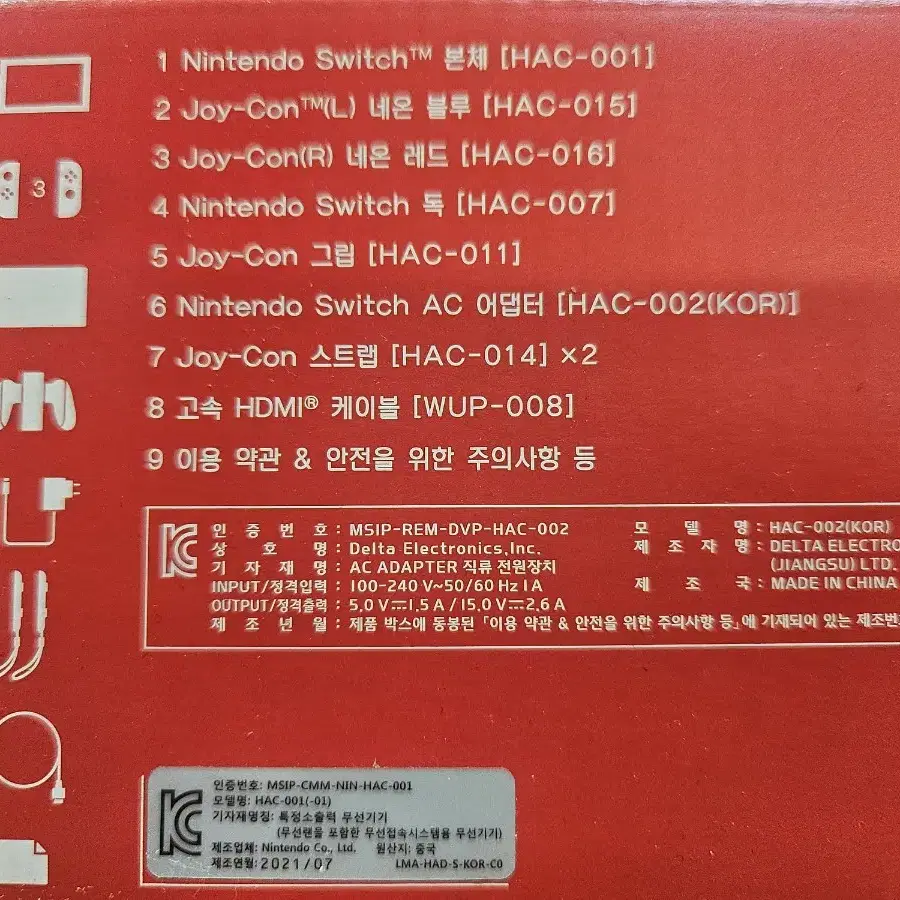 1 Nintendo Switch™ 본체 [HAC-001]
2 Joy-Con™(L) 네온 블루 [HAC-015]
3 Joy-Con(R) 네온 레드 [HAC-016]
3
4 Nintendo Switch 독 [HAC-007]
5 Joy-Con 그립 [HAC-011]
6 Nintendo Switch AC 어댑터 [HAC-002(KOR)]
7 Joy-Con 스트랩 [HAC-014] ×2
8 고속 HDMI® 케이블 [WUP-008]
9 이용 약관 & 안전을 위한 주의사항 등
인 증 번 호 : MSIP-REM-DVP-HAC-002
상 호 명 : Delta Electronics,Inc.
기 자 재 명 : AC ADAPTER 직류 전원장치
INPUT/정격입력 : 100-240 V~50/60 Hz 1 A
OUTPUT/정격출력 : 5.0 V⎓1.5 A / 15.0 V⎓2.6 A
제 조 년 월 : 제품 박스에 동봉된 「이용 약관 & 안전을 위한 주의사항 등」에 기재되어 있는 제조번호
모 델 명 : HAC-002(KOR)
제 조 자 명 : DELTA ELECTRO
(JIANGSU) LTD.
제 조 국 : MADE IN CHINA
인증번호: MSIP-CMM-NIN-HAC-001
모델명: HAC-001(-01)
기자재명칭: 특정소출력 무선기기
(무선랜을 포함한 무선접속시스템용 무선기기)
제조업체: Nintendo Co., Ltd. 원산지: 중국
제조연월: 2021/07 LMA-HAD-S-KOR-C0